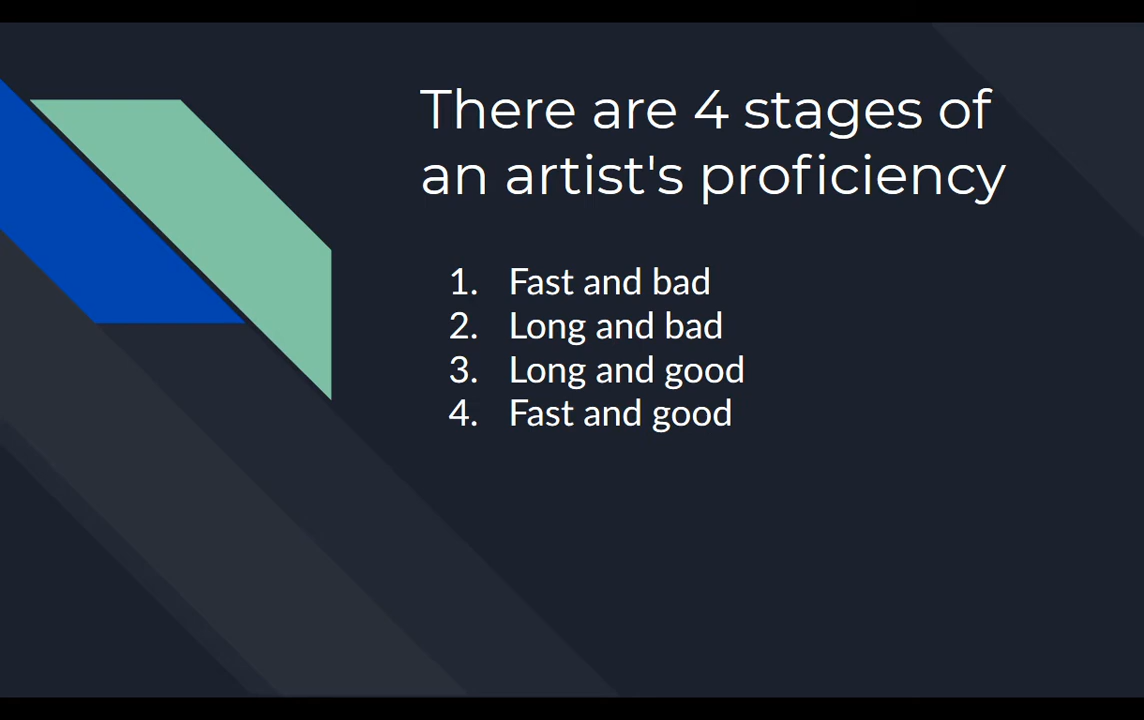 There are 4 stages of
an artist's proficiency
1. Fast and bad
2. Long and bad
3. Long and good
4. Fast and good